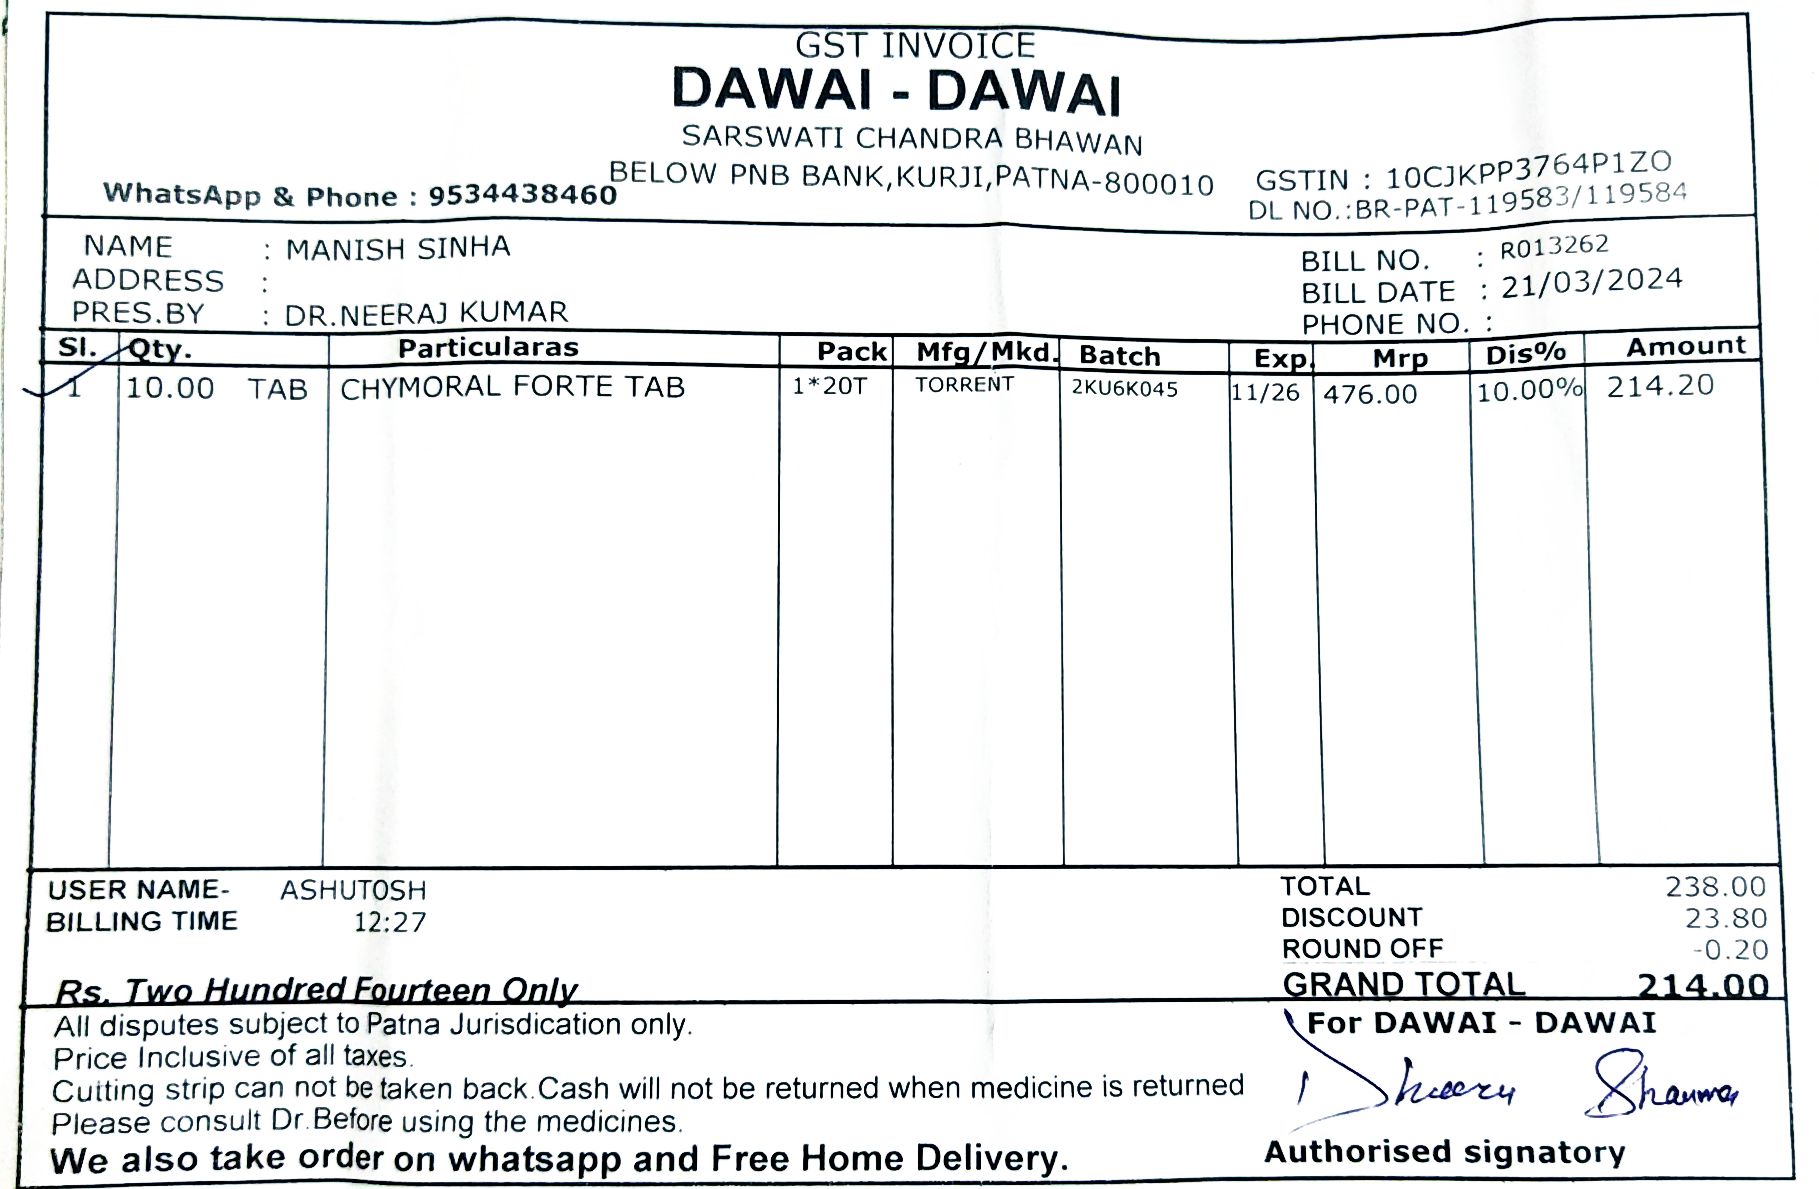 GST INVOICE
DAWAI - DAWAI
SARSWATI CHANDRA BHAWAN
BELOW PNB BANK,KURJI,PATNA-800010
WhatsApp & Phone : 9534438460
GSTIN : 10CJKPP3764P1ZO
DL NO.:BR-PAT-119583/119584
NAME : MANISH SINHA
ADDRESS :
PRES.BY : DR.NEERAJ KUMAR
BILL NO. : R013262
BILL DATE : 21/03/2024
PHONE NO. :
Sl. Qty. Particularas Pack Mfg/Mkd. Batch Exp. Mrp Dis% Amount
1 10.00 TAB CHYMORAL FORTE TAB 1*20T TORRENT 2KU6K045 11/26 476.00 10.00% 214.20
USER NAME- ASHUTOSH
BILLING TIME 12:27
TOTAL 238.00
DISCOUNT 23.80
ROUND OFF -0.20
GRAND TOTAL 214.00
Rs. Two Hundred Fourteen Only
All disputes subject to Patna Jurisdication only.
Price Inclusive of all taxes.
Cutting strip can not be taken back.Cash will not be returned when medicine is returned
Please consult Dr.Before using the medicines.
We also take order on whatsapp and Free Home Delivery.
For DAWAI - DAWAI
Authorised signatory